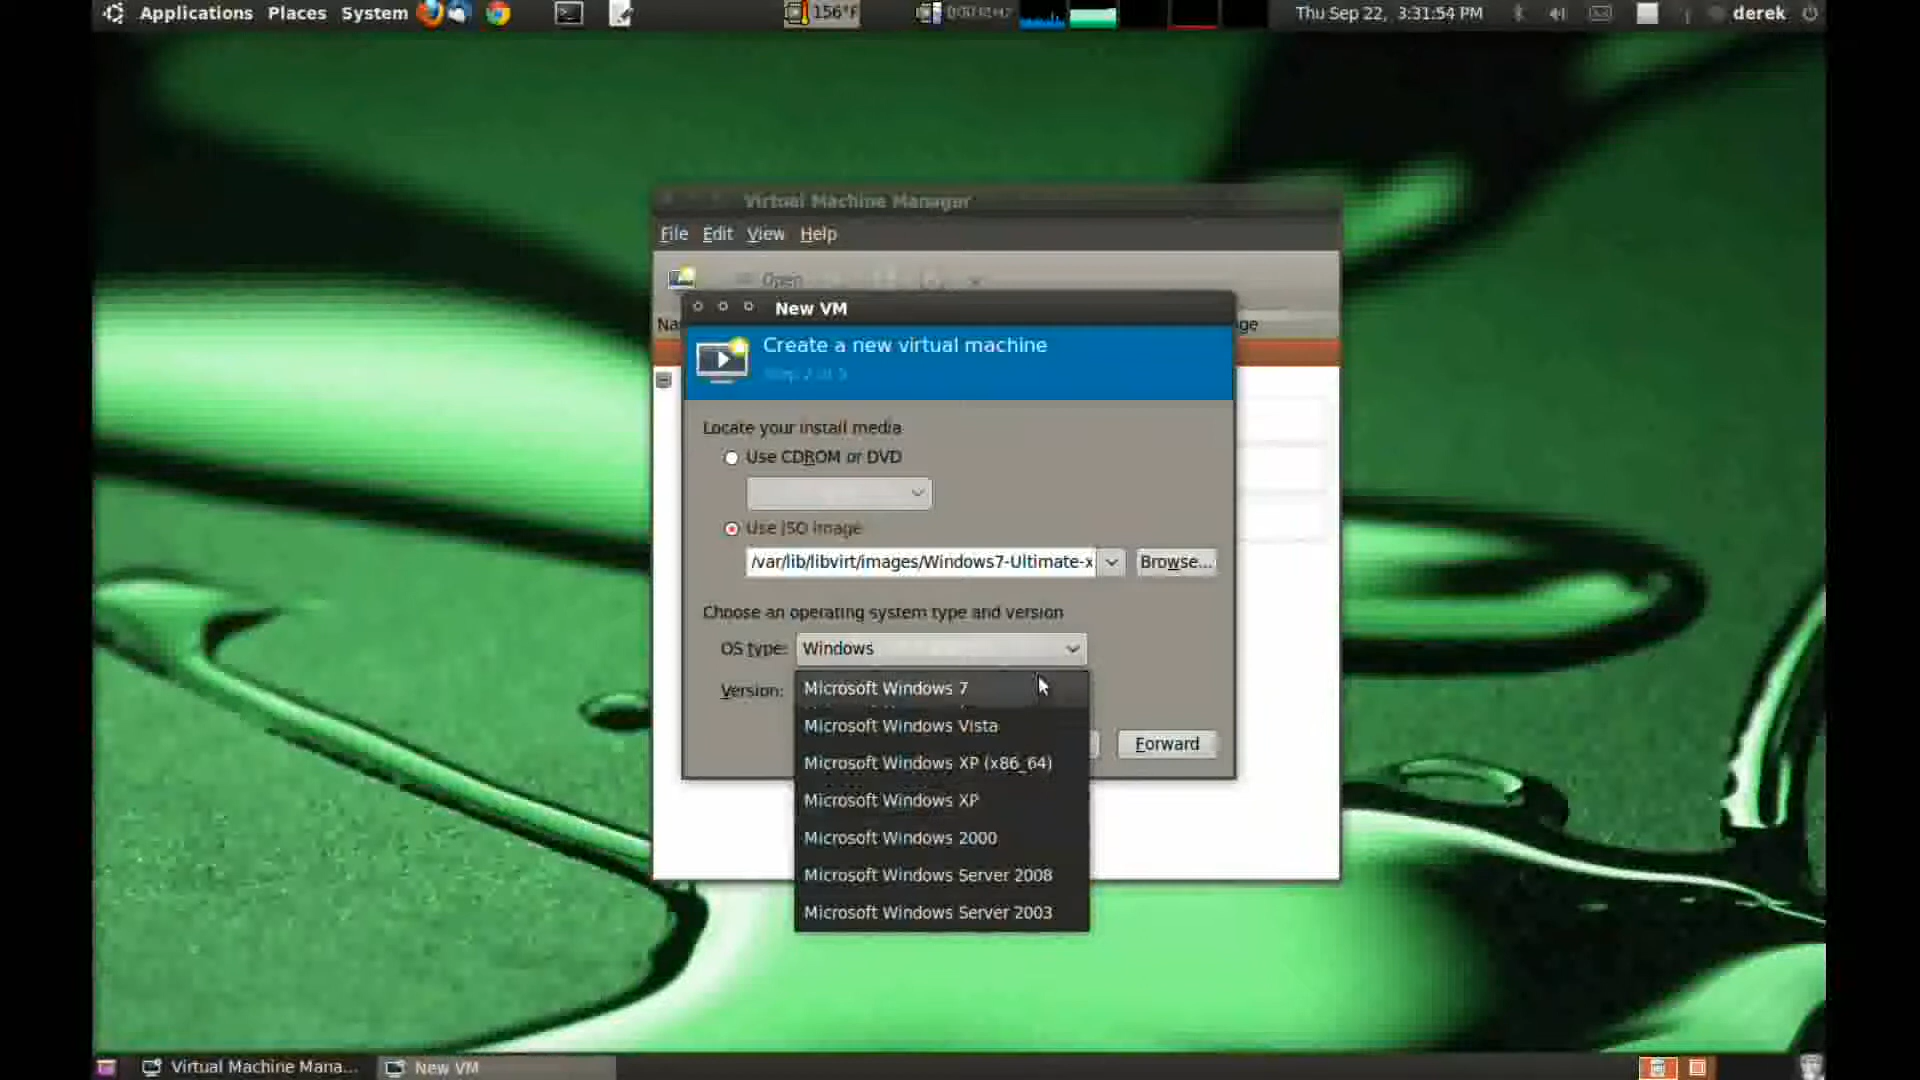 Applications Places System 156°F Thu Sep 22, 3:31:54 PM derek
Virtual Machine Manager
File Edit View Help
Open
New VM
Create a new virtual machine
Step 2 of 5
Locate your install media
Use CDROM or DVD
Use ISO Image
/var/lib/libvirt/images/Windows7-Ultimate-x
Browse...
Choose an operating system type and version
OS type: Windows
Version: Microsoft Windows 7
Microsoft Windows Vista
Microsoft Windows XP (x86_64)
Forward
Microsoft Windows XP
Microsoft Windows 2000
Microsoft Windows Server 2008
Microsoft Windows Server 2003
Virtual Machine Mana... New VM